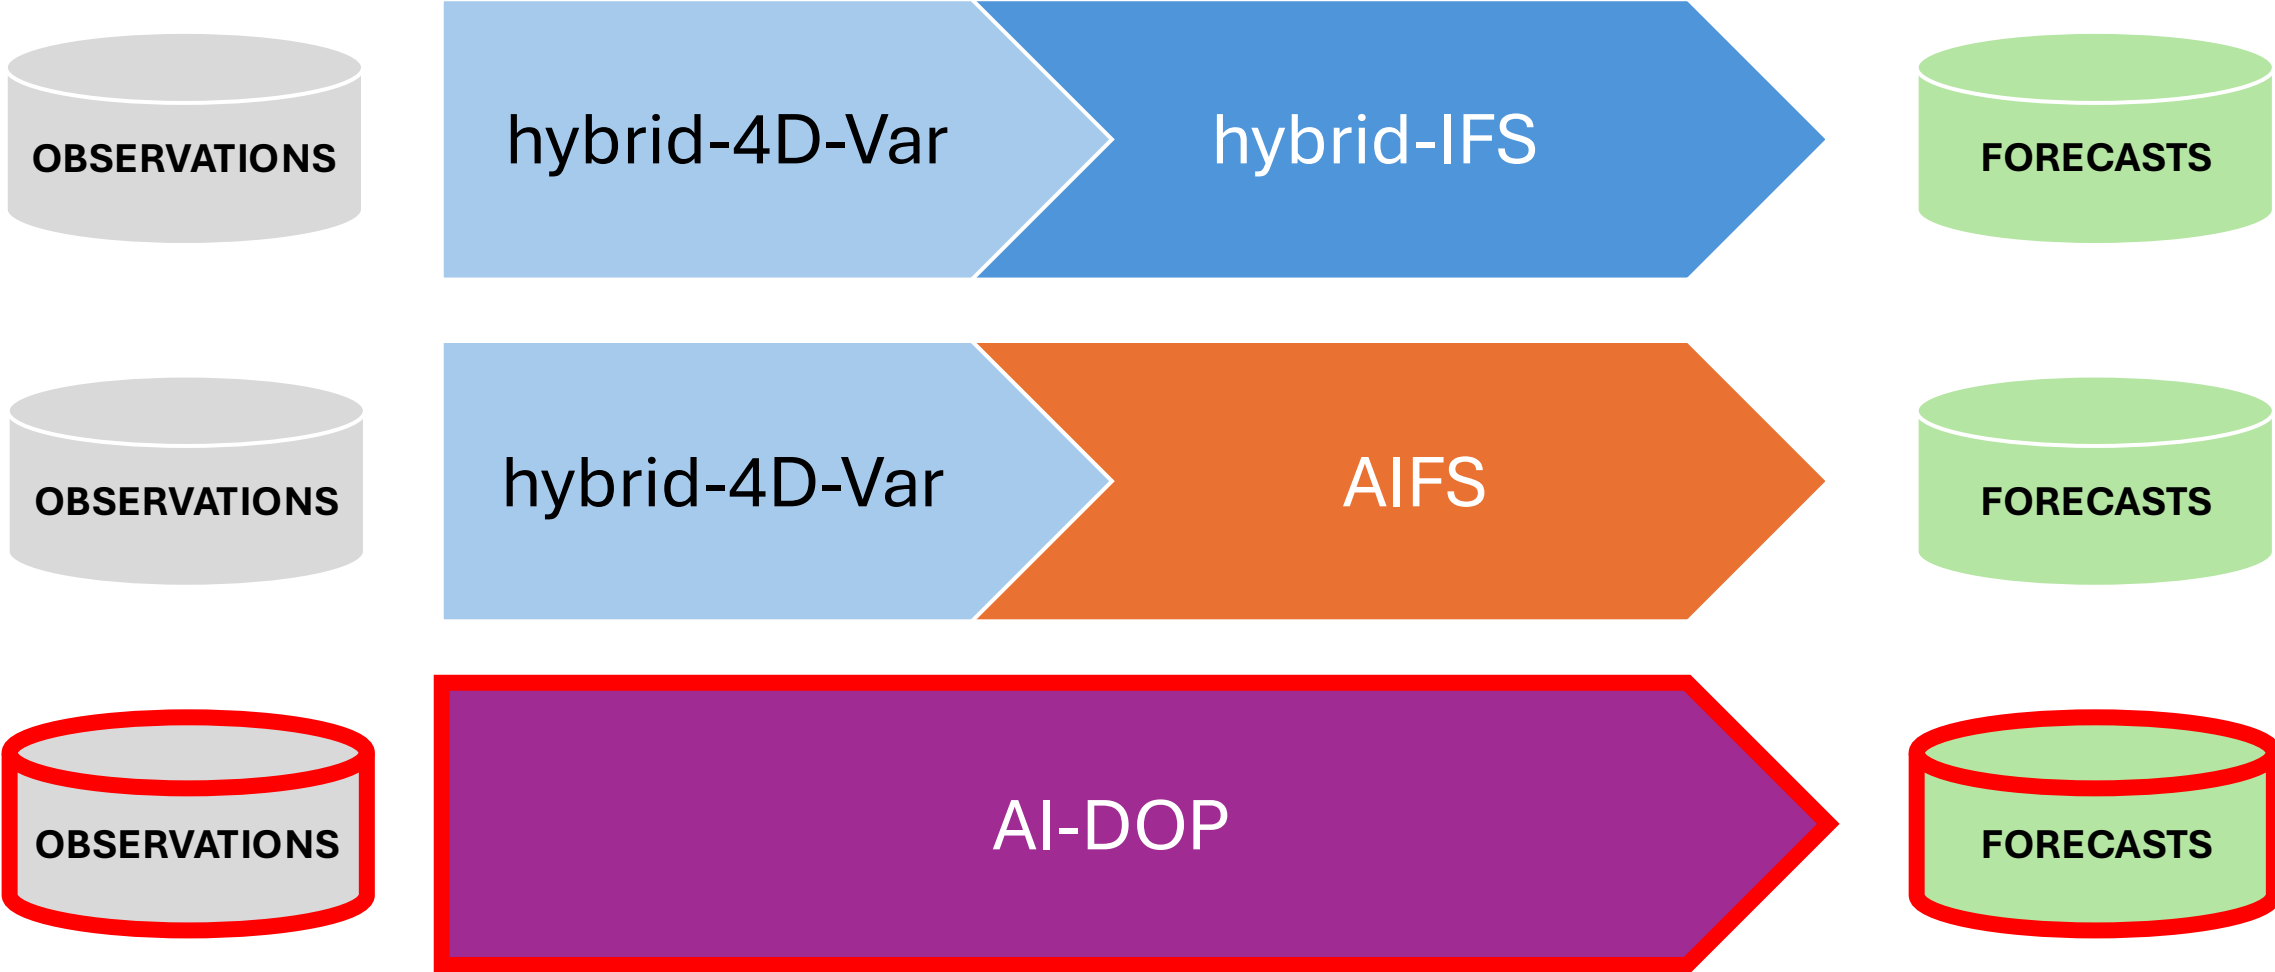 OBSERVATIONS
hybrid-4D-Var
hybrid-IFS
FORECASTS
OBSERVATIONS
hybrid-4D-Var
AIFS
FORECASTS
OBSERVATIONS
AI-DOP
FORECASTS